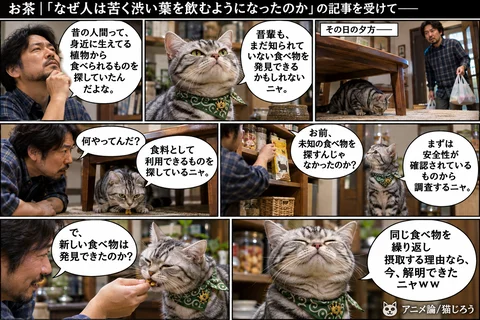 お茶｜「なぜ人は苦く渋い葉を飲むようになったのか」の記事を受けて――
昔の人間って、
身近に生えてる
植物から
食べられるものを
探していたん
だよな。
吾輩も、
まだ知られて
いない食べ物を
発見できる
かもしれない
ニャ。
その日の夕方――
何やってんだ？
食料として
利用できるものを
探しているニャ。
お前、
未知の食べ物を
探すんじゃ
なかったのか？
まずは
安全性が
確認されている
ものから
調査するニャ。
で、
新しい食べ物は
発見できたのか？
同じ食べ物を
繰り返し
摂取する理由なら、
今、解明できた
ニャｗｗ
アニメ論/猫じろう